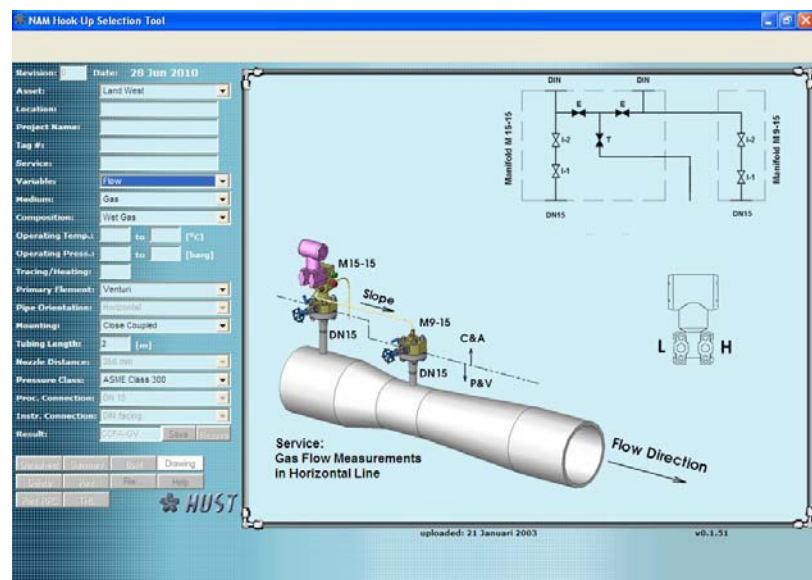 NAM Hook-Up Selection Tool
Revision: Date: 28 Jun 2010
Asset: Land West
Location:
Project Name:
Tag #:
Service:
Variable: Flow
Medium: Gas
Composition: Wet Gas
Operating Temp.: to [°C]
Operating Press.: to [barg]
Tracing/Heating:
Primary Element: Venturi
Pipe Orientation: Horizontal
Mounting: Close Coupled
Tubing Length: 2 [m]
Nozzle Distance: mm
Pressure Class: ASME Class 300
Proc. Connection: DN 15
Instr. Connection: DIN facing
Result: Save
Summary Drawing
Help
THL
HUST
DIN DIN
E E
Manifold M 15-15
I-2 T I-2
I-1 I-1
Manifold M 9-15
DN15 DN15
M15-15
Slope
M9-15
DN15
C&A
DN15
P&V
L H
Service:
Gas Flow Measurements
in Horizontal Line
Flow Direction
uploaded: 21 Januari 2003 v0.1.51